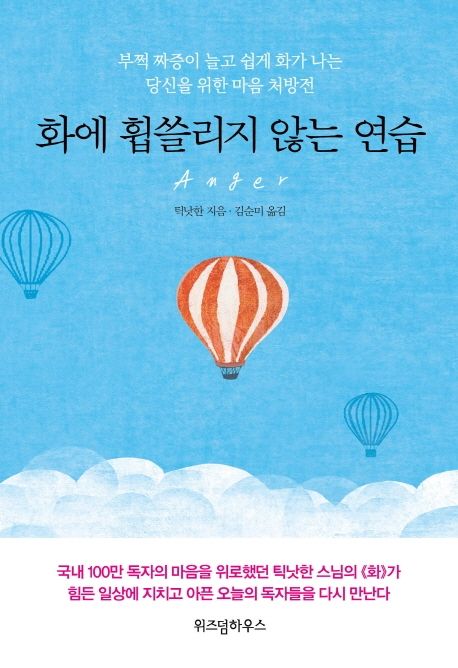 부쩍 짜증이 늘고 쉽게 화가 나는
당신을 위한 마음 처방전
화에 휩쓸리지 않는 연습
Anger
틱낫한 지음 · 김순미 옮김
국내 100만 독자의 마음을 위로했던 틱낫한 스님의 《화》가
힘든 일상에 지치고 아픈 오늘의 독자들을 다시 만난다
위즈덤하우스